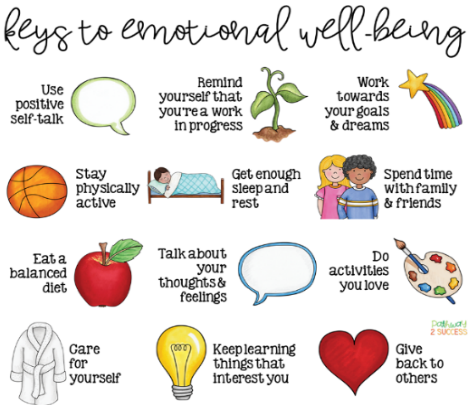 keys to emotional well-being
Use
positive
self-talk
Remind
yourself that
you're a work
in progress
Work
towards
your goals
& dreams
Stay
physically
active
Get enough
sleep and
rest
Spend time
with family
& friends
Eat a
balanced
diet
Talk about
your
thoughts &
feelings
Do
activities
you love
Care
for
yourself
Keep learning
things that
interest you
Give
back to
others
Pathway
2 SUCCESS